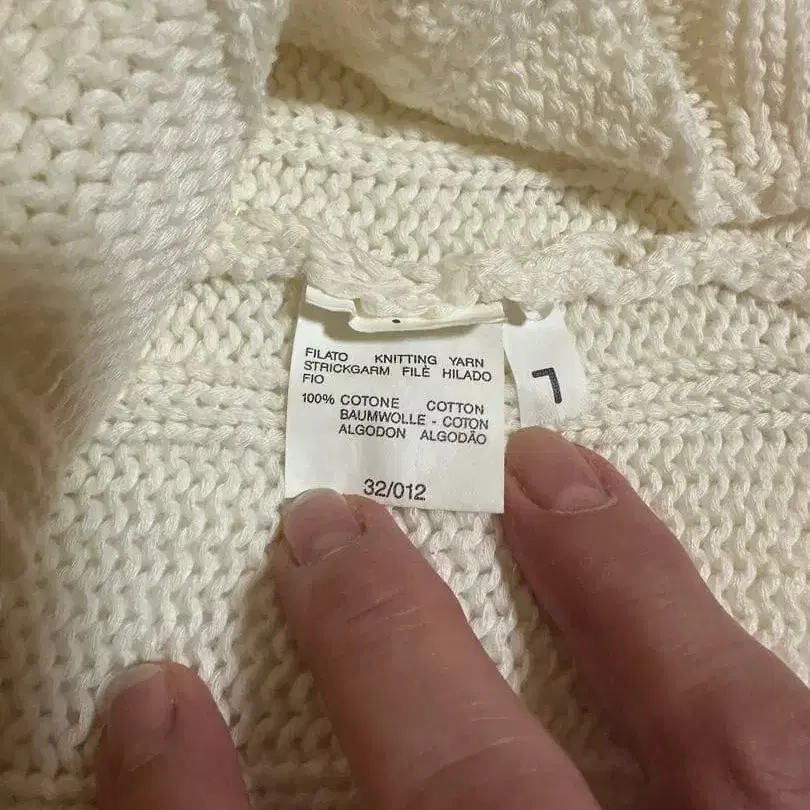 FILATO KNITTING YARN
STRICKGARM FILÈ HILADO
FIO
100% COTONE COTTON
BAUMWOLLE - COTON
ALGODON ALGODÃO
32/012
L